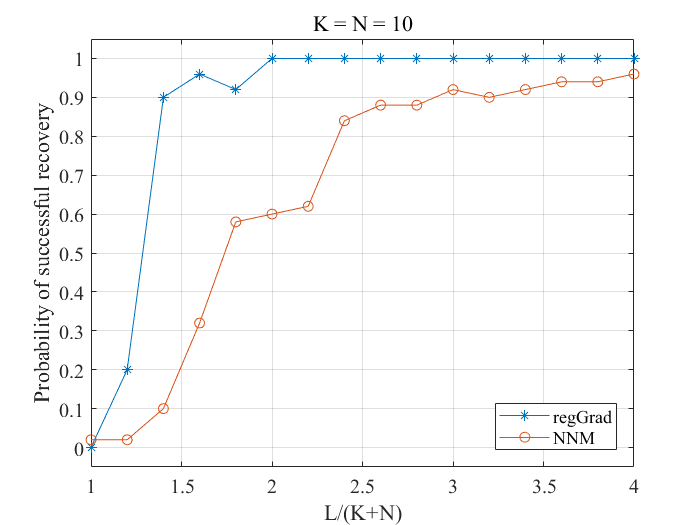 K = N = 10
Probability of successful recovery
1
0.9
0.8
0.7
0.6
0.5
0.4
0.3
0.2
0.1
0
regGrad
NNM
1 1.5 2 2.5 3 3.5 4
L/(K+N)